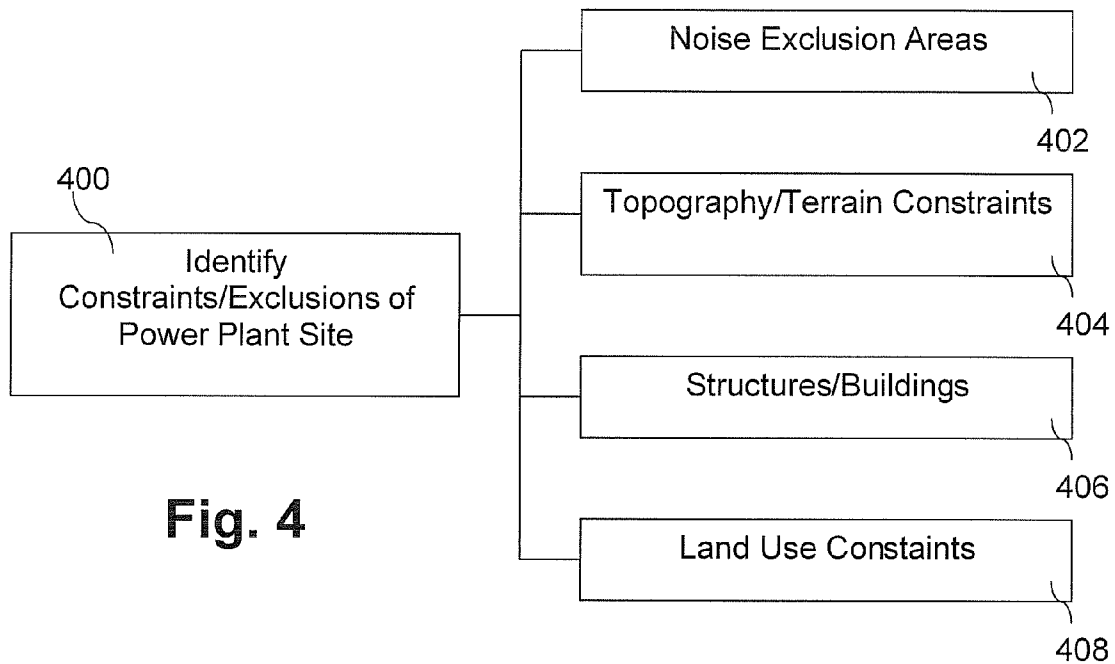 Noise Exclusion Areas
402
400
Topography/Terrain Constraints
404
Identify
Constraints/Exclusions of
Power Plant Site
Structures/Buildings
406
Land Use Constaints
408
Fig. 4